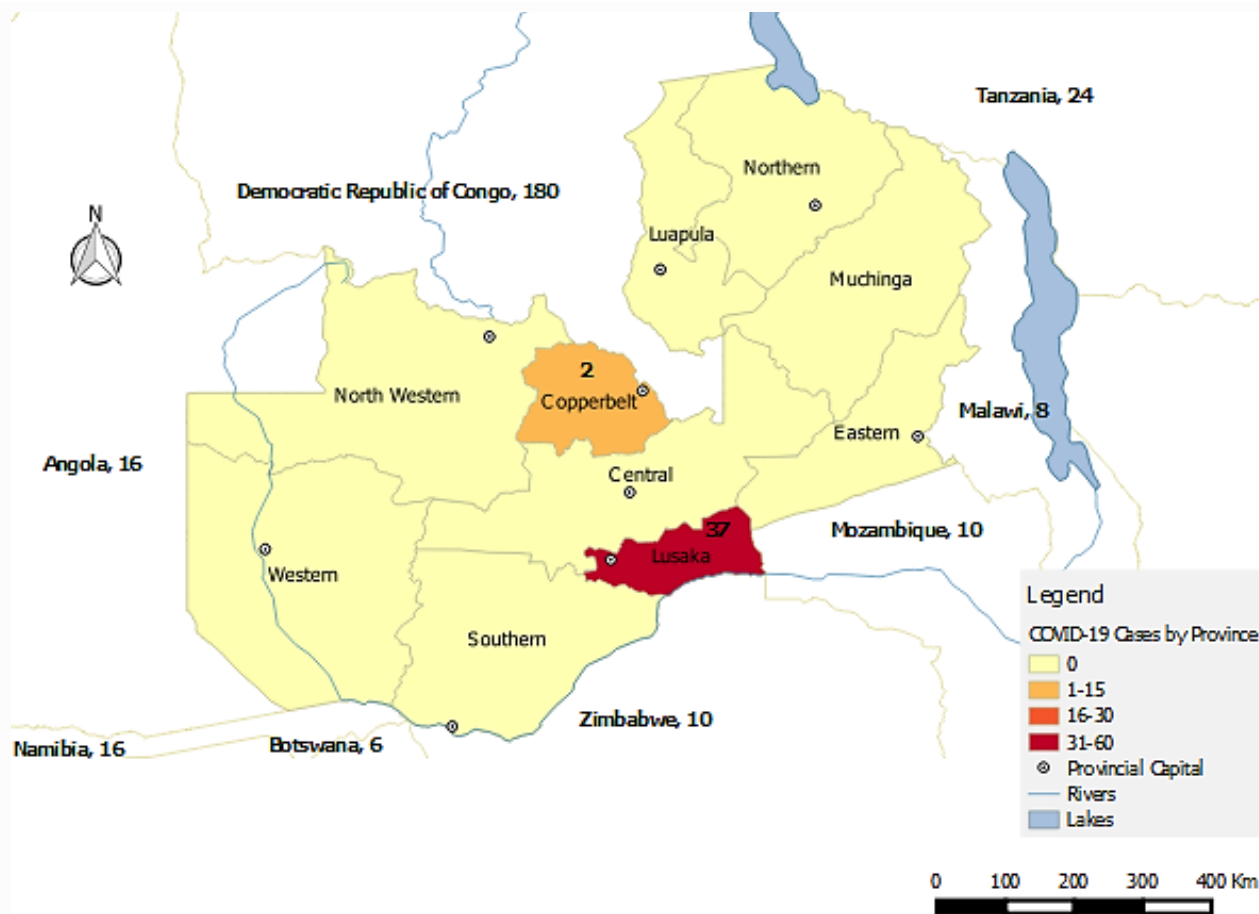 Tanzania, 24
Northern
Democratic Republic of Congo, 180
N
Luapula
Muchinga
2
North Western
Copperbelt
Malawi, 8
Eastern
Angola, 16
Central
37
Mozambique, 10
Lusaka
Western
Southern
Zimbabwe, 10
Botswana, 6
Namibia, 16
Legend
COVID-19 Cases by Province
0
1-15
16-30
31-60
Provincial Capital
Rivers
Lakes
0 100 200 300 400 Km